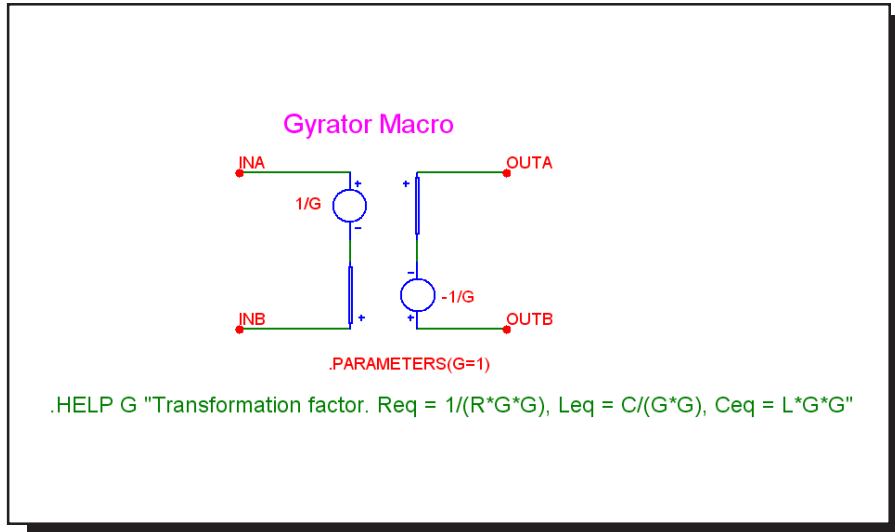 Gyrator Macro
INA
OUTA
+
+
1/G
-
-
-1/G
+
+
INB
OUTB
.PARAMETERS(G=1)
.HELP G "Transformation factor. Req = 1/(R*G*G), Leq = C/(G*G), Ceq = L*G*G"